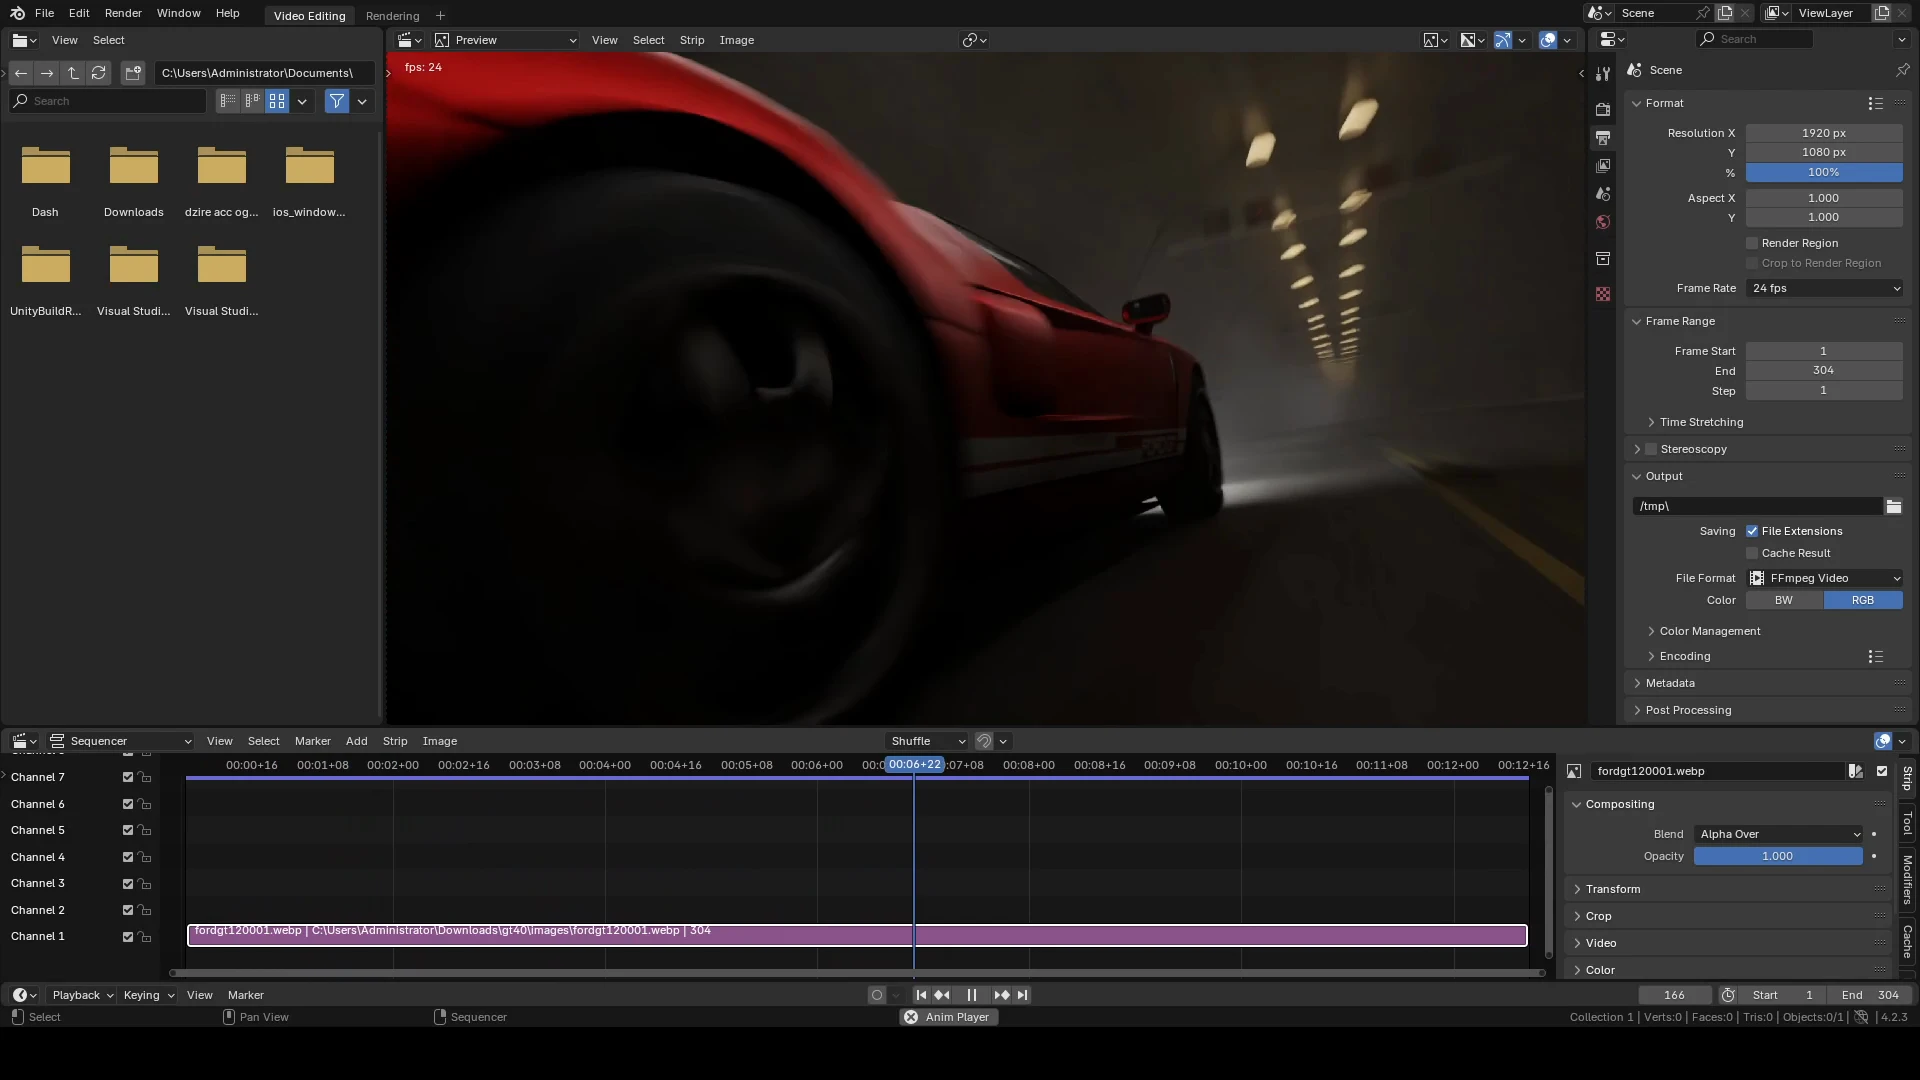 File Edit Render Window Help Video Editing Rendering + Scene ViewLayer
View Select
Preview View Select Strip Image
Search
C:\Users\Administrator\Documents\
Search
Dash Downloads dzire acc og... ios_window...
UnityBuildR... Visual Studi... Visual Studi...
fps: 24
Scene
Format
Resolution X 1920 px
Y 1080 px
% 100%
Aspect X 1.000
Y 1.000
Render Region
Crop to Render Region
Frame Rate 24 fps
Frame Range
Frame Start 1
End 304
Step 1
Time Stretching
Stereoscopy
Output
/tmp\
Saving File Extensions
Cache Result
File Format FFmpeg Video
Color BW RGB
Color Management
Encoding
Metadata
Post Processing
Sequencer View Select Marker Add Strip Image Shuffle
00:00+16 00:01+08 00:02+00 00:02+16 00:03+08 00:04+00 00:04+16 00:05+08 00:06+00 00:06+22 :07+08 00:08+00 00:08+16 00:09+08 00:10+00 00:10+16 00:11+08 00:12+00 00:12+16
Channel 7
Channel 6
Channel 5
Channel 4
Channel 3
Channel 2
Channel 1
fordgt120001.webp | C:\Users\Administrator\Downloads\gt40\images\fordgt120001.webp | 304
fordgt120001.webp
Compositing
Blend Alpha Over
Opacity 1.000
Transform
Crop
Video
Color
Strip
Tool
Modifiers
Cache
Playback Keying View Marker 166 Start 1 End 304
Select Pan View Sequencer Anim Player Collection 1 | Verts:0 | Faces:0 | Tris:0 | Objects:0/1 | 4.2.3